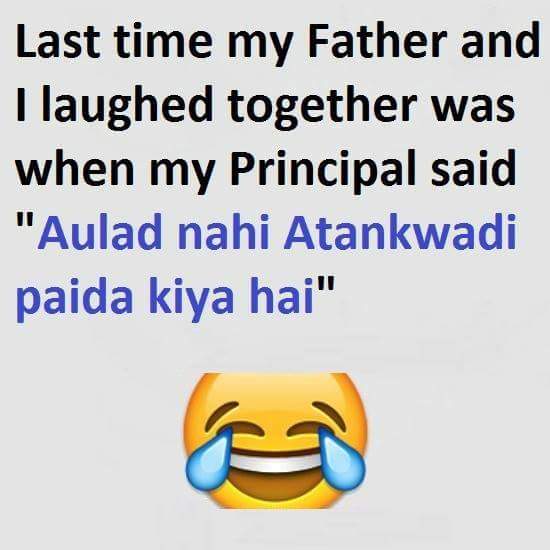 Last time my Father and
I laughed together was
when my Principal said
"Aulad nahi Atankwadi
paida kiya hai"